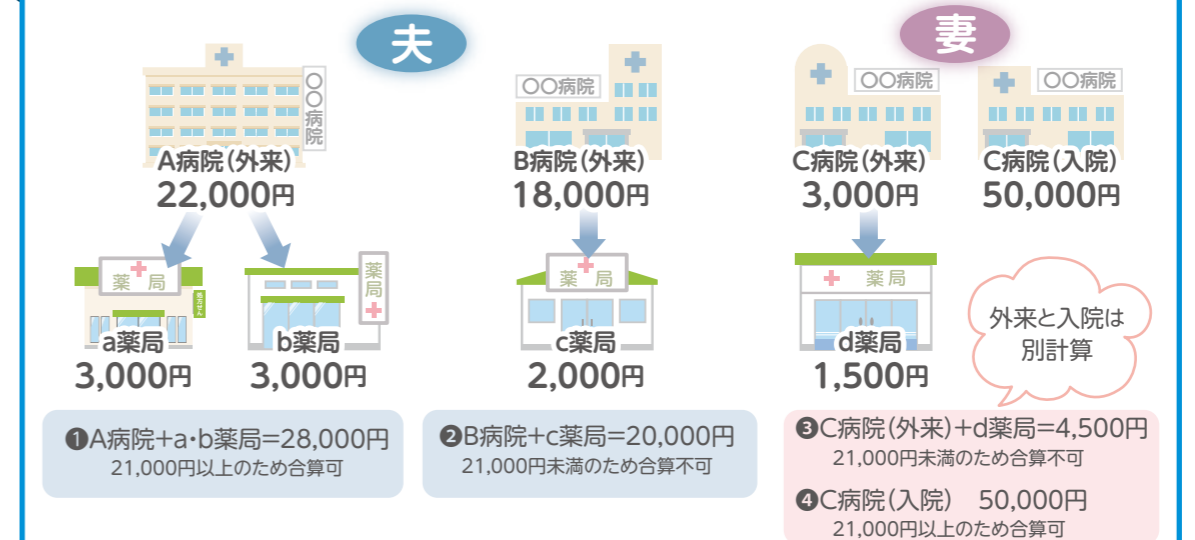 夫
妻
〇〇病院
A病院(外来)
22,000円
〇〇病院
B病院(外来)
18,000円
〇〇病院
C病院(外来)
3,000円
〇〇病院
C病院(入院)
50,000円
薬局
処方せん
a薬局
3,000円
薬局
b薬局
3,000円
薬局
c薬局
2,000円
薬局
d薬局
1,500円
外来と入院は
別計算
❶A病院+a・b薬局=28,000円
21,000円以上のため合算可
❷B病院+c薬局=20,000円
21,000円未満のため合算不可
❸C病院(外来)+d薬局=4,500円
21,000円未満のため合算不可
❹C病院(入院) 50,000円
21,000円以上のため合算可